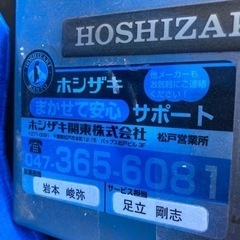 HOSHIZAK
ホシザキ
他メーカーも
お気軽にご連絡
ください!
まかせて安心
サポート
ホシザキ関東株式会社
松戸営業所
047-365-6081
サービス担当
岩本 峻弥
足立 剛志